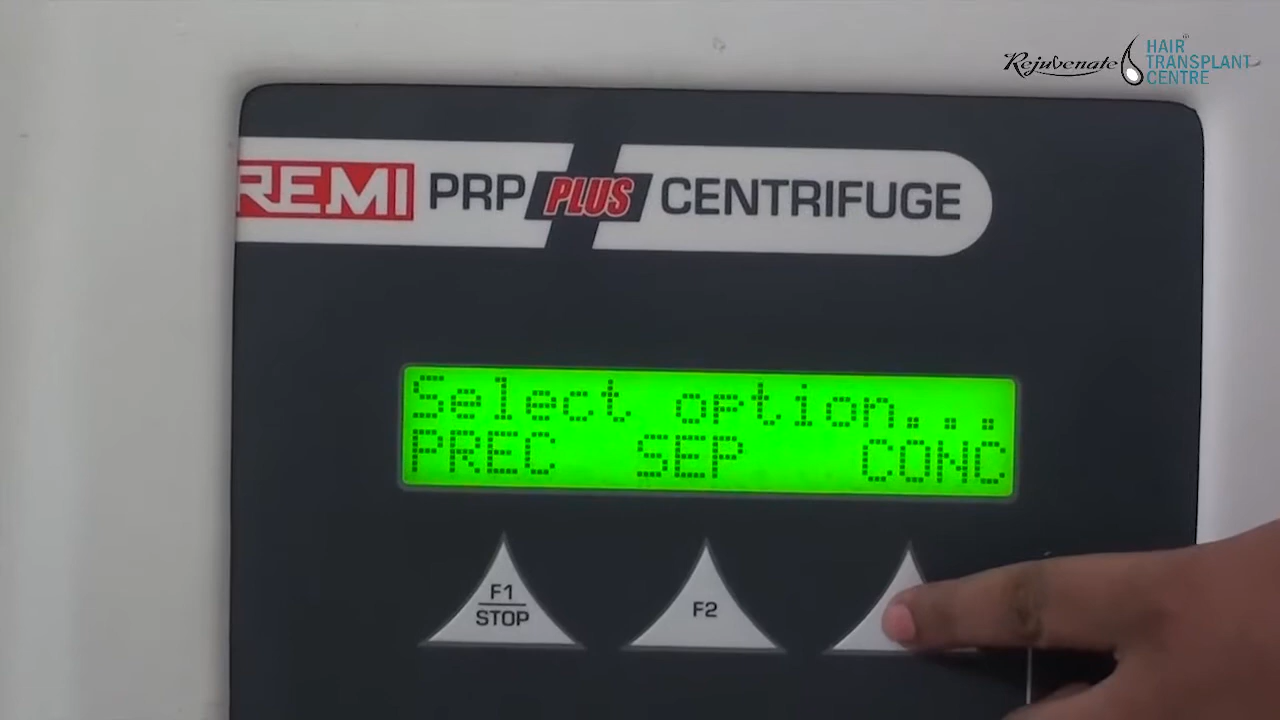 Rejuvenate HAIR
TRANSPLANT
CENTRE
REMI PRP PLUS CENTRIFUGE
Select option...
PREC SEP CONC
F1
STOP
F2